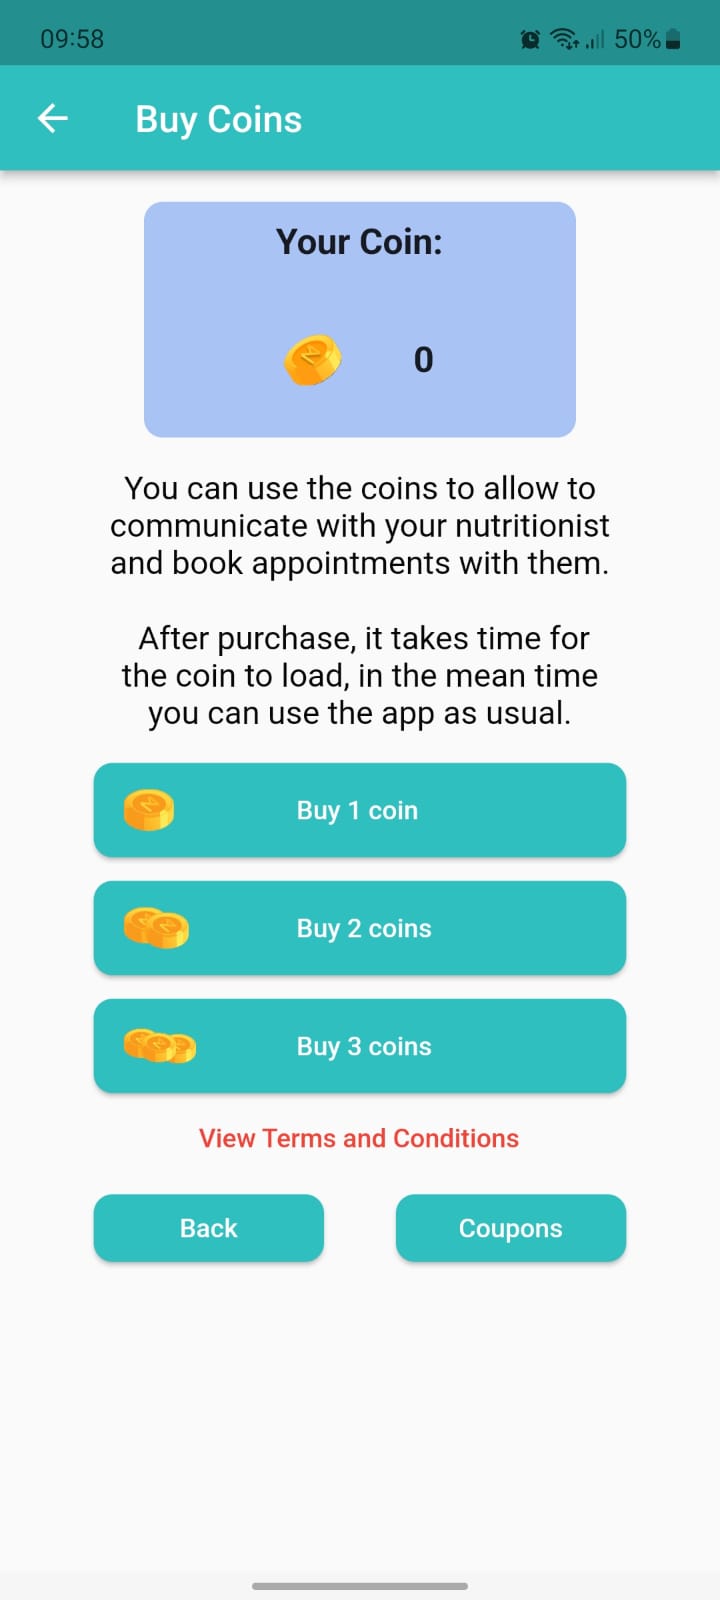 09:58
50%
Buy Coins
Your Coin:
0
You can use the coins to allow to
communicate with your nutritionist
and book appointments with them.
After purchase, it takes time for
the coin to load, in the mean time
you can use the app as usual.
Buy 1 coin
Buy 2 coins
Buy 3 coins
View Terms and Conditions
Back
Coupons